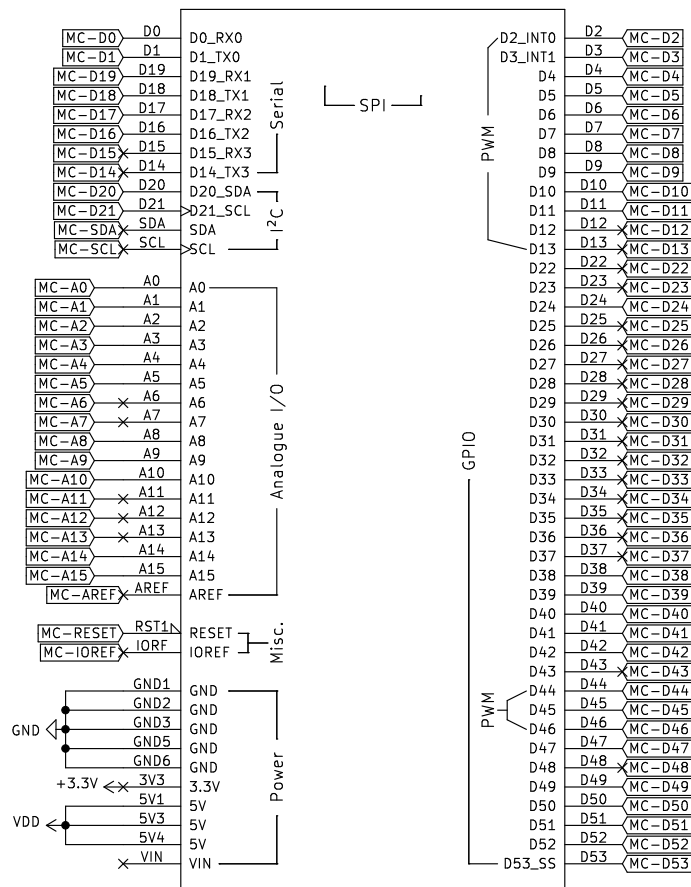 MC-D0 D0 D0_RX0
MC-D1 D1 D1_TX0
MC-D19 D19 D19_RX1
MC-D18 D18 D18_TX1
MC-D17 D17 D17_RX2
MC-D16 D16 D16_TX2
MC-D15 D15 D15_RX3
MC-D14 D14 D14_TX3
Serial
MC-D20 D20 D20_SDA
MC-D21 D21 D21_SCL
MC-SDA SDA SDA
MC-SCL SCL SCL
I²C
SPI
MC-A0 A0 A0
MC-A1 A1 A1
MC-A2 A2 A2
MC-A3 A3 A3
MC-A4 A4 A4
MC-A5 A5 A5
MC-A6 A6 A6
MC-A7 A7 A7
MC-A8 A8 A8
MC-A9 A9 A9
MC-A10 A10 A10
MC-A11 A11 A11
MC-A12 A12 A12
MC-A13 A13 A13
MC-A14 A14 A14
MC-A15 A15 A15
MC-AREF AREF AREF
Analogue I/O
MC-RESET RST1 RESET
MC-IOREF IORF IOREF
Misc.
GND1 GND
GND2 GND
GND GND3 GND
GND5 GND
GND6 GND
+3.3V 3V3 3.3V
5V1 5V
VDD 5V3 5V
5V4 5V
VIN VIN
Power
D2_INT0 D2 MC-D2
D3_INT1 D3 MC-D3
D4 D4 MC-D4
D5 D5 MC-D5
D6 D6 MC-D6
D7 D7 MC-D7
D8 D8 MC-D8
D9 D9 MC-D9
D10 D10 MC-D10
D11 D11 MC-D11
D12 D12 MC-D12
D13 D13 MC-D13
PWM
D22 D22 MC-D22
D23 D23 MC-D23
D24 D24 MC-D24
D25 D25 MC-D25
D26 D26 MC-D26
D27 D27 MC-D27
D28 D28 MC-D28
D29 D29 MC-D29
D30 D30 MC-D30
D31 D31 MC-D31
D32 D32 MC-D32
D33 D33 MC-D33
D34 D34 MC-D34
D35 D35 MC-D35
D36 D36 MC-D36
D37 D37 MC-D37
D38 D38 MC-D38
D39 D39 MC-D39
D40 D40 MC-D40
D41 D41 MC-D41
D42 D42 MC-D42
D43 D43 MC-D43
D44 D44 MC-D44
D45 D45 MC-D45
D46 D46 MC-D46
PWM
D47 D47 MC-D47
D48 D48 MC-D48
D49 D49 MC-D49
D50 D50 MC-D50
D51 D51 MC-D51
D52 D52 MC-D52
D53_SS D53 MC-D53
GPIO